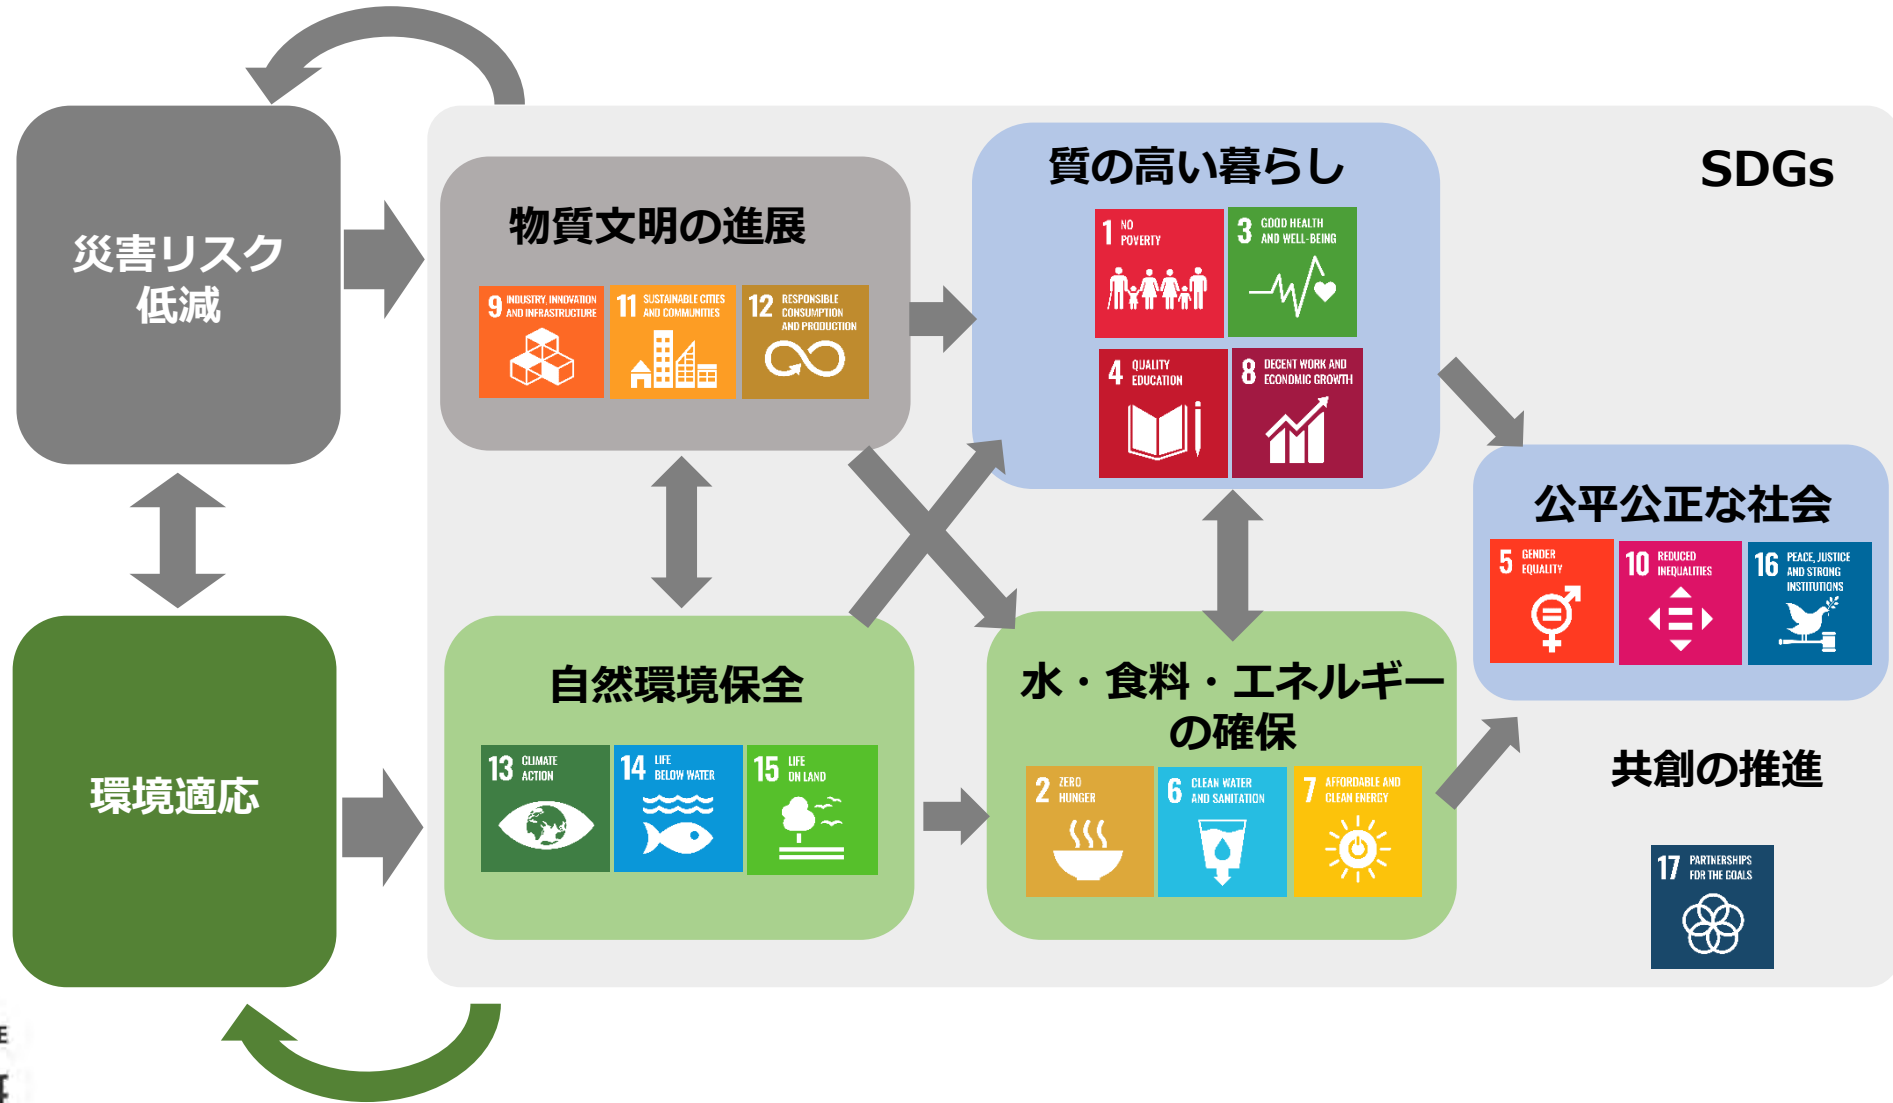 災害リスク
低減
環境適応
SDGs
物質文明の進展
9 INDUSTRY, INNOVATION
AND INFRASTRUCTURE
11 SUSTAINABLE CITIES
AND COMMUNITIES
12 RESPONSIBLE
CONSUMPTION
AND PRODUCTION
質の高い暮らし
1 NO
POVERTY
3 GOOD HEALTH
AND WELL-BEING
4 QUALITY
EDUCATION
8 DECENT WORK AND
ECONOMIC GROWTH
公平公正な社会
5 GENDER
EQUALITY
10 REDUCED
INEQUALITIES
16 PEACE, JUSTICE
AND STRONG
INSTITUTIONS
自然環境保全
13 CLIMATE
ACTION
14 LIFE
BELOW WATER
15 LIFE
ON LAND
水・食料・エネルギー
の確保
2 ZERO
HUNGER
6 CLEAN WATER
AND SANITATION
7 AFFORDABLE AND
CLEAN ENERGY
共創の推進
17 PARTNERSHIPS
FOR THE GOALS